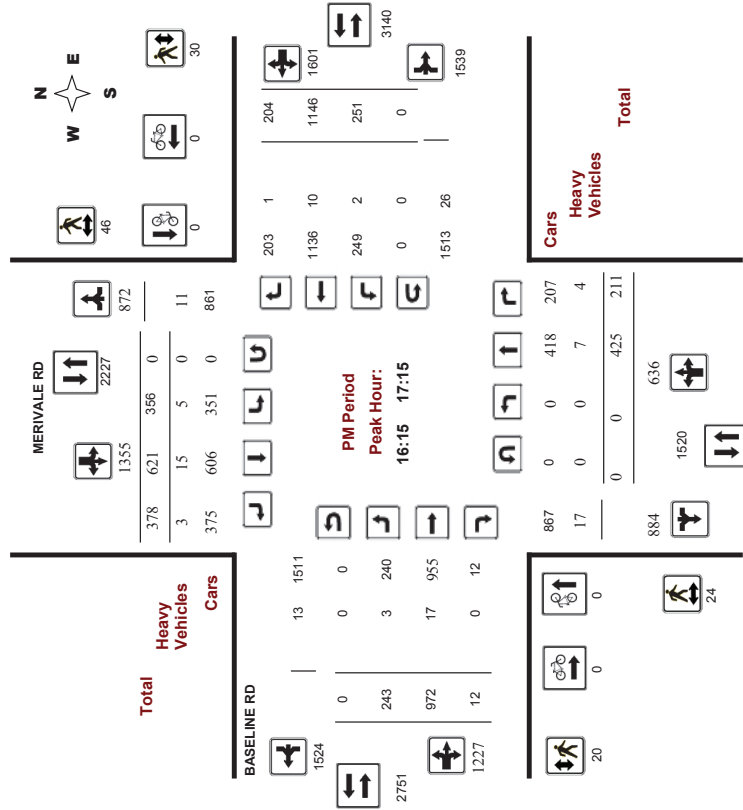 N
W E
S
30
46
0
0
MERIVALE RD
1355
2227
872
378 621 356 0
3 15 5 0 11
375 606 351 0 861
Total
Heavy
Vehicles
Cars
1601
3140
1539
203 1 204
1136 10 1146
249 2 251
0 0 0
1513 26
PM Period
Peak Hour:
16:15 17:15
BASELINE RD
1524
2751
1227
13 1511
0 0 0
243 3 240
972 17 955
12 0 12
Cars
Heavy
Vehicles
Total
867 0 0 418 207
17 0 0 7 4
0 0 425 211
884
1520
636
20
0
0
24